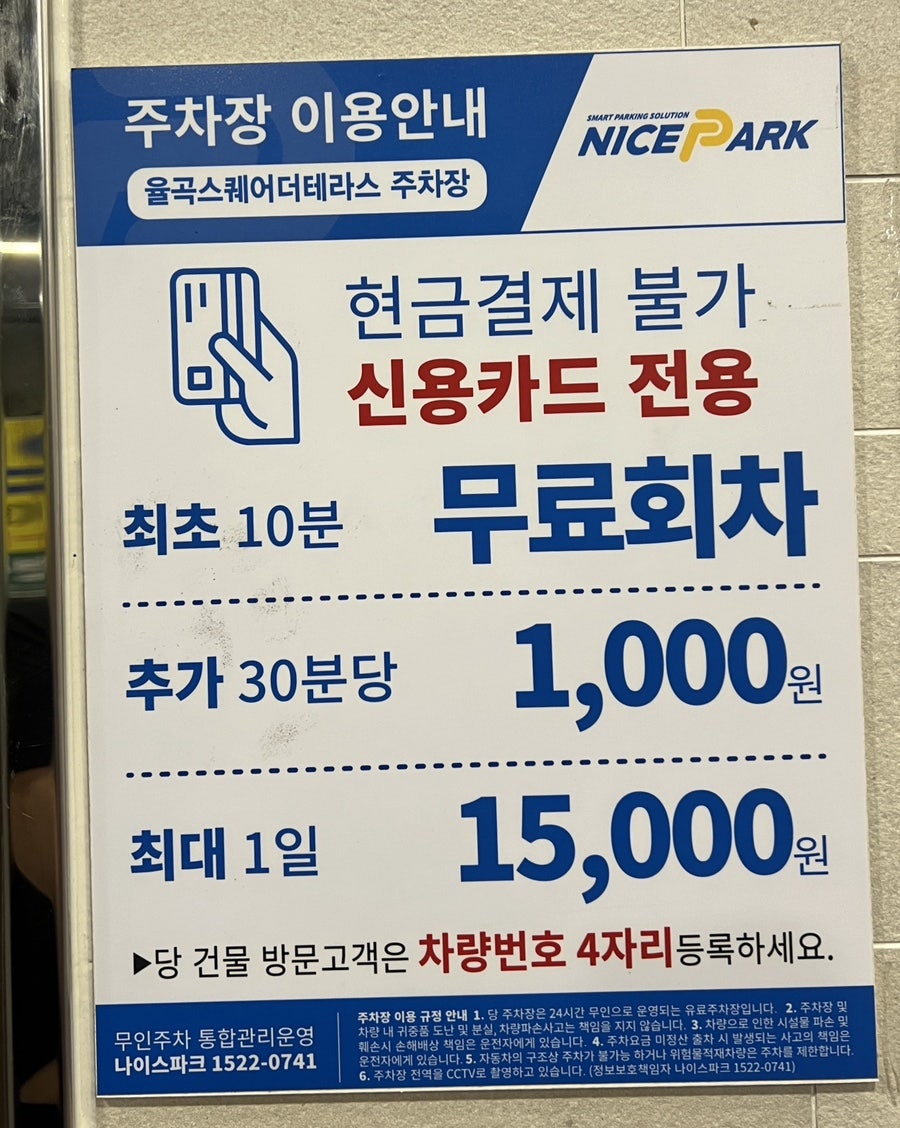 주차장 이용안내
율곡스퀘어더테라스 주차장
SMART PARKING SOLUTION
NICEPARK
현금결제 불가
신용카드 전용
최초 10분 무료회차
추가 30분당 1,000원
최대 1일 15,000원
▶당 건물 방문고객은 차량번호 4자리등록하세요.
무인주차 통합관리운영
나이스파크 1522-0741
주차장 이용 규정 안내 1. 당 주차장은 24시간 무인으로 운영되는 유료주차장입니다. 2. 주차장 및
차량 내 귀중품 도난 및 분실, 차량파손사고는 책임을 지지 않습니다. 3. 차량으로 인한 시설물 파손 및
훼손시 손해배상 책임은 운전자에게 있습니다. 4. 주차요금 미정산 출차 시 발생되는 사고의 책임은
운전자에게 있습니다. 5. 자동차의 구조상 주차가 불가능 하거나 위험물적재차량은 주차를 제한합니다.
6. 주차장 전역을 CCTV로 촬영하고 있습니다. (정보보호책임자 나이스파크 1522-0741)